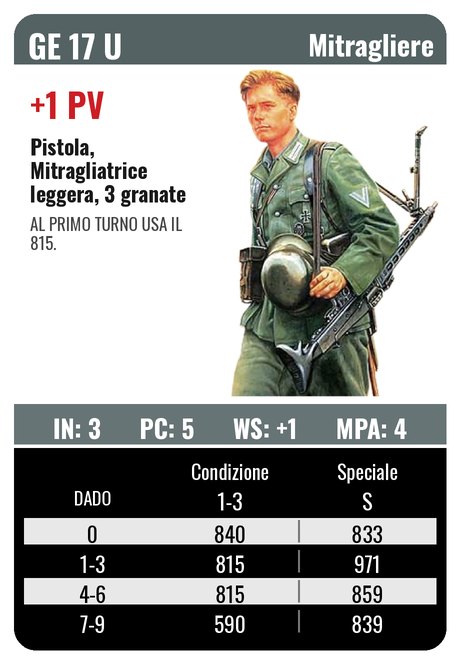 GE 17 U
Mitragliere
+1 PV
Pistola,
Mitragliatrice
leggera, 3 granate
AL PRIMO TURNO USA IL
815.
IN: 3 PC: 5 WS: +1 MPA: 4
Condizione Speciale
DADO 1-3 S
0 840 | 833
1-3 815 | 971
4-6 815 | 859
7-9 590 | 839